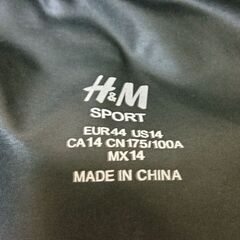 H&M
SPORT
EUR44 US14
CA14 CN175/100A
MX14
MADE IN CHINA